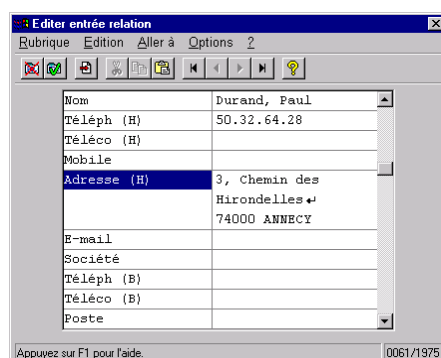 Editer entrée relation
Rubrique Edition Aller à Options ?
Nom Durand, Paul
Téléph (H) 50.32.64.28
Téléco (H)
Mobile
Adresse (H) 3, Chemin des
Hirondelles↵
74000 ANNECY
E-mail
Société
Téléph (B)
Téléco (B)
Poste
Appuyez sur F1 pour l'aide. 0061/1975